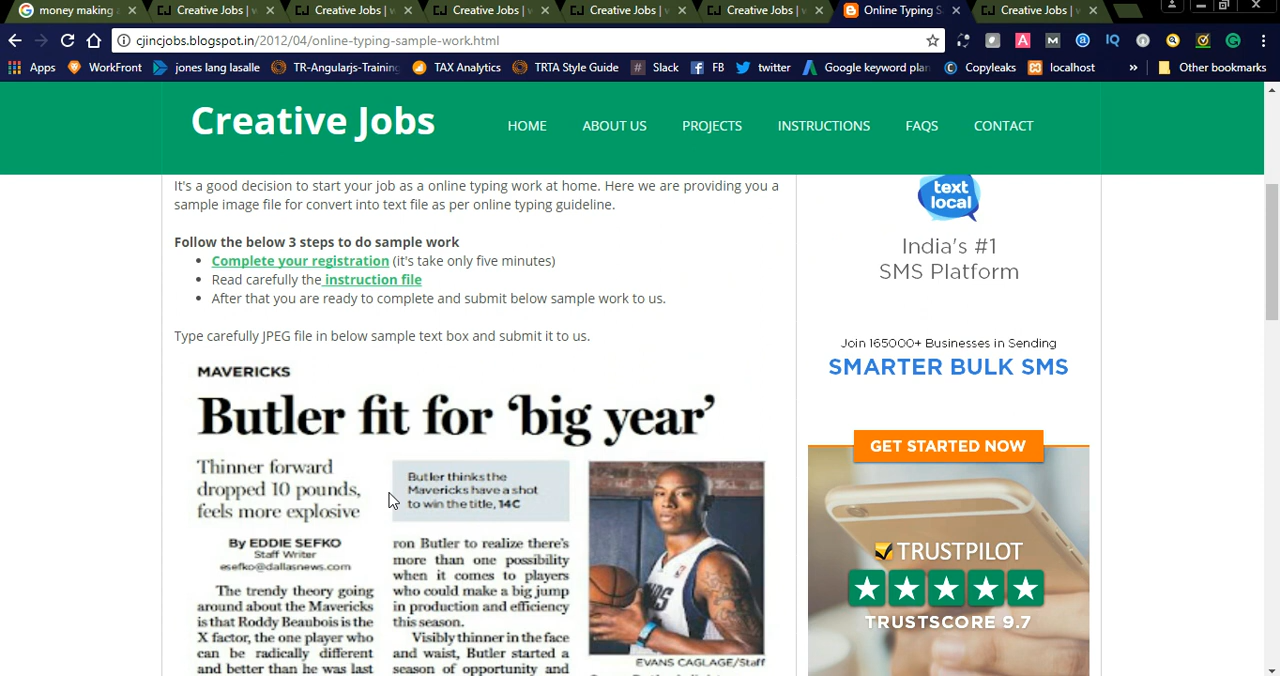 money making a
Creative Jobs | v
Creative Jobs | v
Creative Jobs | v
Creative Jobs | v
Creative Jobs | v
Online Typing S
Creative Jobs | v
cjincjobs.blogspot.in/2012/04/online-typing-sample-work.html
Apps
WorkFront
jones lang lasalle
TR-Angularjs-Training
TAX Analytics
TRTA Style Guide
Slack
FB
twitter
Google keyword plan
Copyleaks
localhost
»
Other bookmarks
Creative Jobs
HOME
ABOUT US
PROJECTS
INSTRUCTIONS
FAQS
CONTACT
It's a good decision to start your job as a online typing work at home. Here we are providing you a
sample image file for convert into text file as per online typing guideline.
Follow the below 3 steps to do sample work
• Complete your registration (it's take only five minutes)
• Read carefully the instruction file
• After that you are ready to complete and submit below sample work to us.
Type carefully JPEG file in below sample text box and submit it to us.
MAVERICKS
Butler fit for ‘big year’
Thinner forward
dropped 10 pounds,
feels more explosive
By EDDIE SEFKO
Staff Writer
esefko@dallasnews.com
The trendy theory going
around about the Mavericks
is that Roddy Beaubois is the
X factor, the one player who
can be radically different
and better than he was last
Butler thinks the
Mavericks have a shot
to win the title, 14C
ron Butler to realize there's
more than one possibility
when it comes to players
who could make a big jump
in production and efficiency
this season.
Visibly thinner in the face
and waist, Butler started a
season of opportunity and
EVANS CAGLAGE/Staff
text
local
India's #1
SMS Platform
Join 165000+ Businesses in Sending
SMARTER BULK SMS
GET STARTED NOW
TRUSTPILOT
TRUSTSCORE 9.7